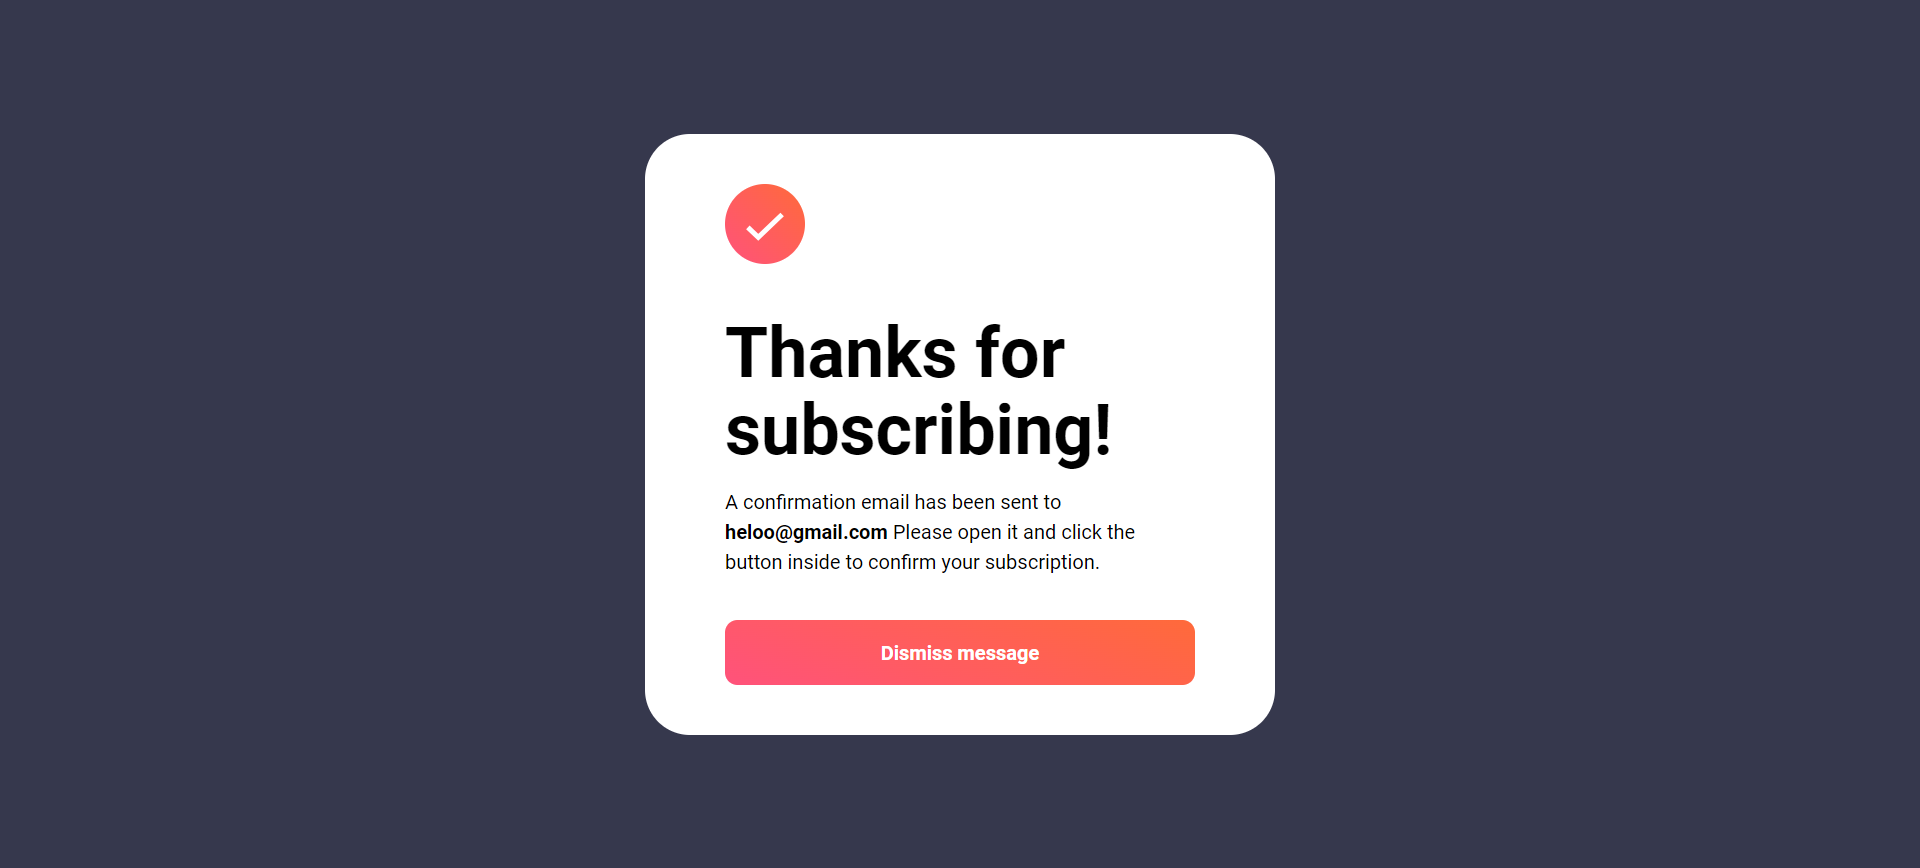 Thanks for
subscribing!
A confirmation email has been sent to
heloo@gmail.com Please open it and click the
button inside to confirm your subscription.
Dismiss message